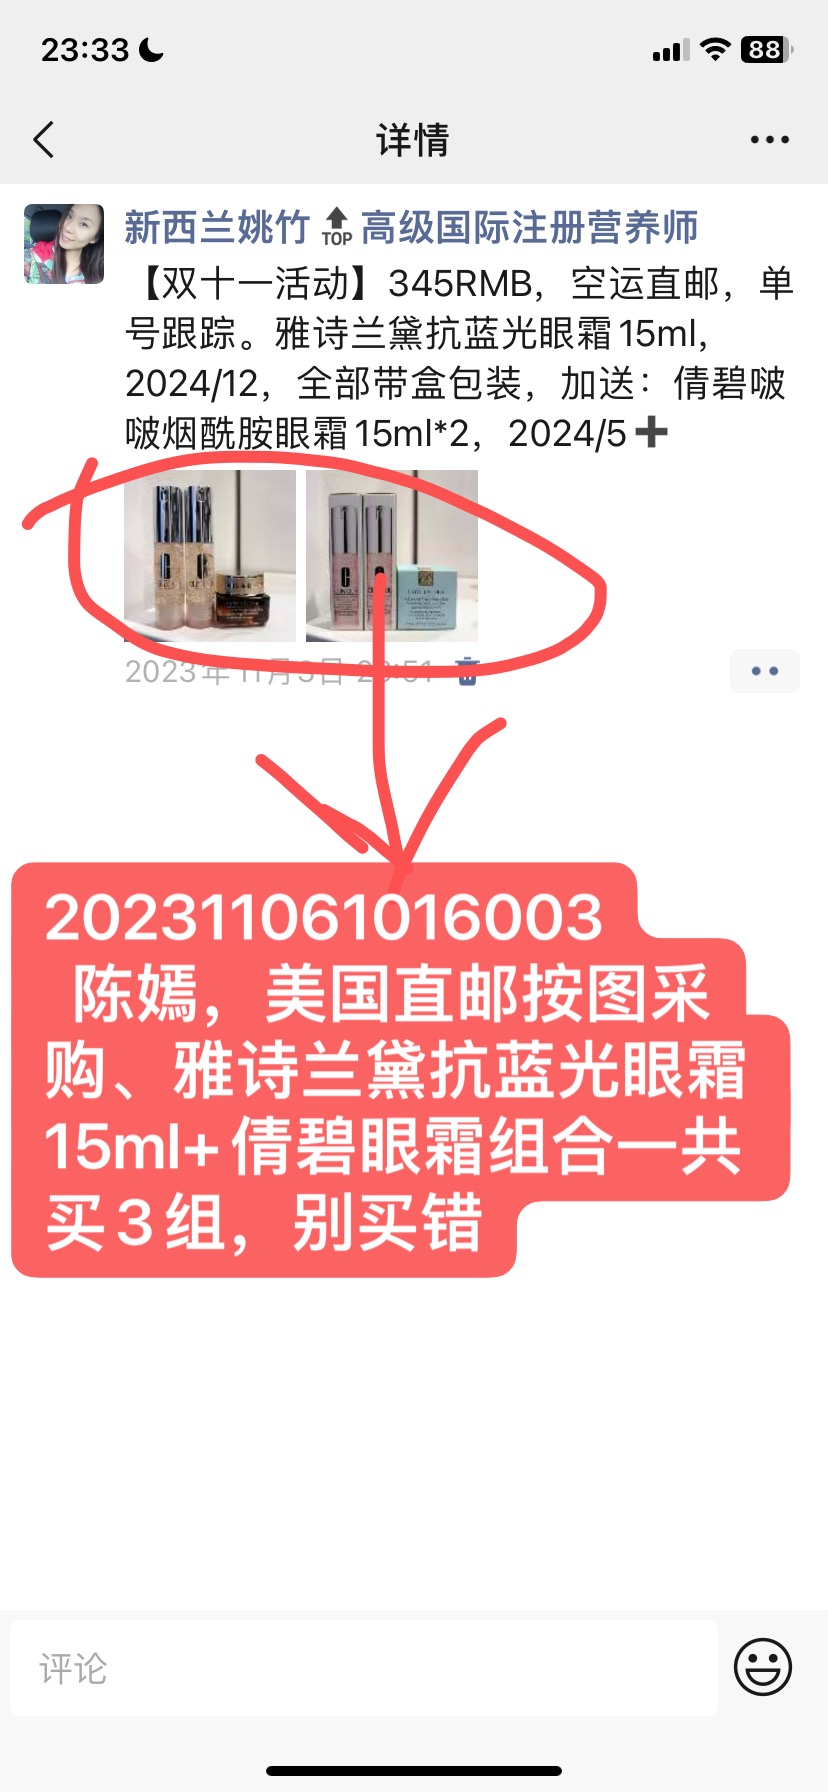 23:33
88
详情
新西兰姚竹 TOP 高级国际注册营养师
【双十一活动】345RMB，空运直邮，单
号跟踪。雅诗兰黛抗蓝光眼霜15ml，
2024/12，全部带盒包装，加送：倩碧啵
啵烟酰胺眼霜15ml*2，2024/5➕
2023年11月3日 23:51
202311061016003
陈嫣，美国直邮按图采
购、雅诗兰黛抗蓝光眼霜
15ml+倩碧眼霜组合一共
买3组，别买错
评论